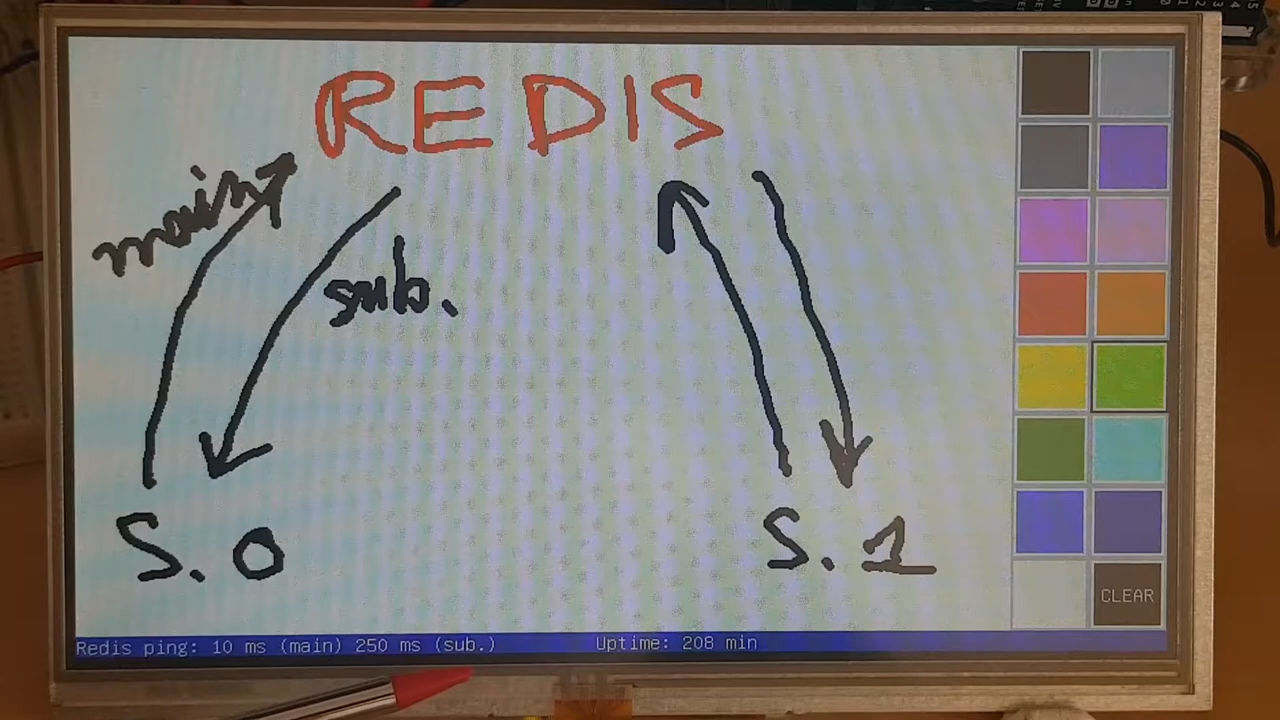 REDIS
main
sub.
S.0
S.1
CLEAR
Redis ping: 10 ms (main) 250 ms (sub.)
Uptime: 208 min